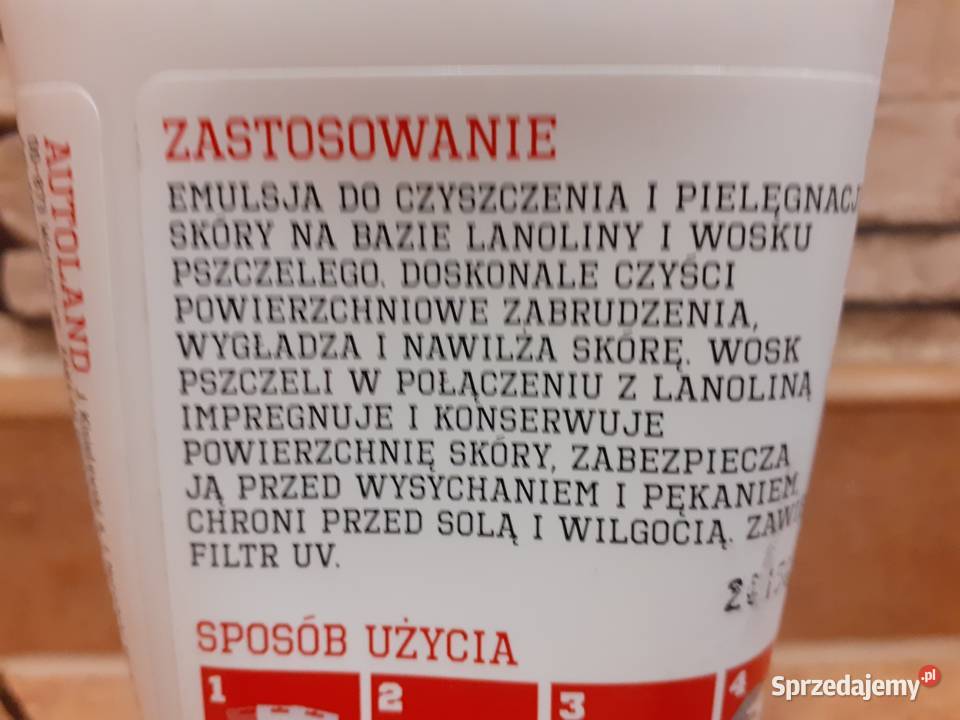 ZASTOSOWANIE
EMULSJA DO CZYSZCZENIA I PIELĘGNACJ
SKÓRY NA BAZIE LANOLINY I WOSKU
PSZCZELEGO. DOSKONALE CZYŚCI
POWIERZCHNIOWE ZABRUDZENIA,
WYGŁADZA I NAWILŻA SKÓRĘ. WOSK
PSZCZELI W POŁĄCZENIU Z LANOLINĄ
IMPREGNUJE I KONSERWUJE
POWIERZCHNIĘ SKÓRY, ZABEZPIECZA
JĄ PRZED WYSYCHANIEM I PĘKANIEM,
CHRONI PRZED SOLĄ I WILGOCIĄ.
FILTR UV.
SPOSÓB UŻYCIA
1 2 3 4
AUTOLAND
Sprzedajemy.pl